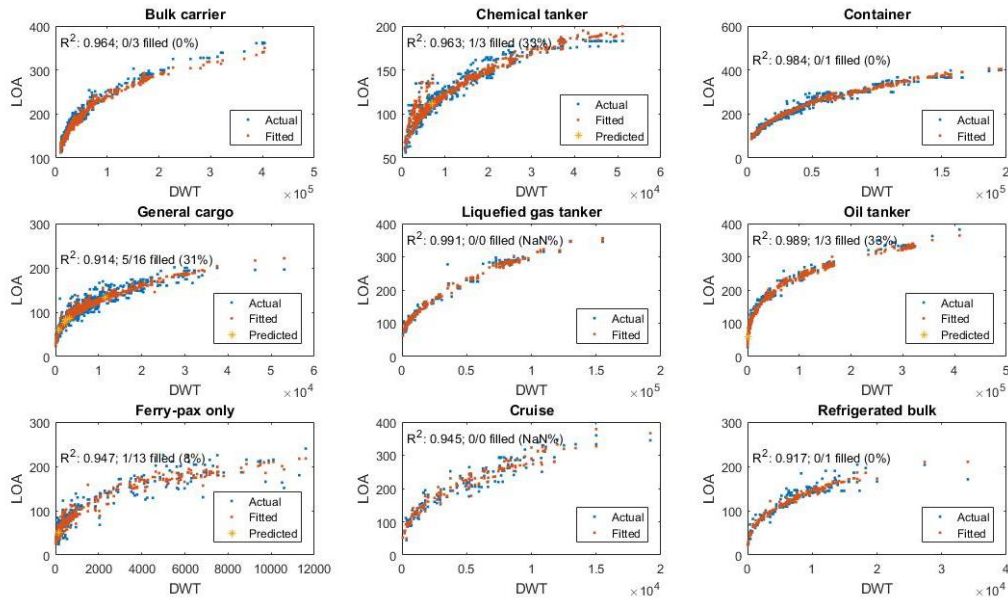 Bulk carrier
400
300
200
100
LOA
R²: 0.964; 0/3 filled (0%)
Actual
Fitted
0 1 2 3 4 5
DWT
×10⁵
Chemical tanker
200
150
100
50
LOA
R²: 0.963; 1/3 filled (33%)
Actual
Fitted
Predicted
0 1 2 3 4 5 6
DWT
×10⁴
Container
600
400
200
0
LOA
R²: 0.984; 0/1 filled (0%)
Actual
Fitted
0 0.5 1 1.5 2
DWT
×10⁵
General cargo
300
200
100
0
LOA
R²: 0.914; 5/16 filled (31%)
Actual
Fitted
Predicted
0 1 2 3 4 5 6
DWT
×10⁴
Liquefied gas tanker
400
300
200
100
0
LOA
R²: 0.991; 0/0 filled (NaN%)
Actual
Fitted
0 0.5 1 1.5 2
DWT
×10⁵
Oil tanker
400
300
200
100
0
LOA
R²: 0.989; 1/3 filled (33%)
Actual
Fitted
Predicted
0 1 2 3 4 5
DWT
×10⁵
Ferry-pax only
300
200
100
0
LOA
R²: 0.947; 1/13 filled (8%)
Actual
Fitted
Predicted
0 2000 4000 6000 8000 10000 12000
DWT
Cruise
400
300
200
100
0
LOA
R²: 0.945; 0/0 filled (NaN%)
Actual
Fitted
0 0.5 1 1.5 2
DWT
×10⁴
Refrigerated bulk
300
200
100
0
LOA
R²: 0.917; 0/1 filled (0%)
Actual
Fitted
0 1 2 3 4
DWT
×10⁴